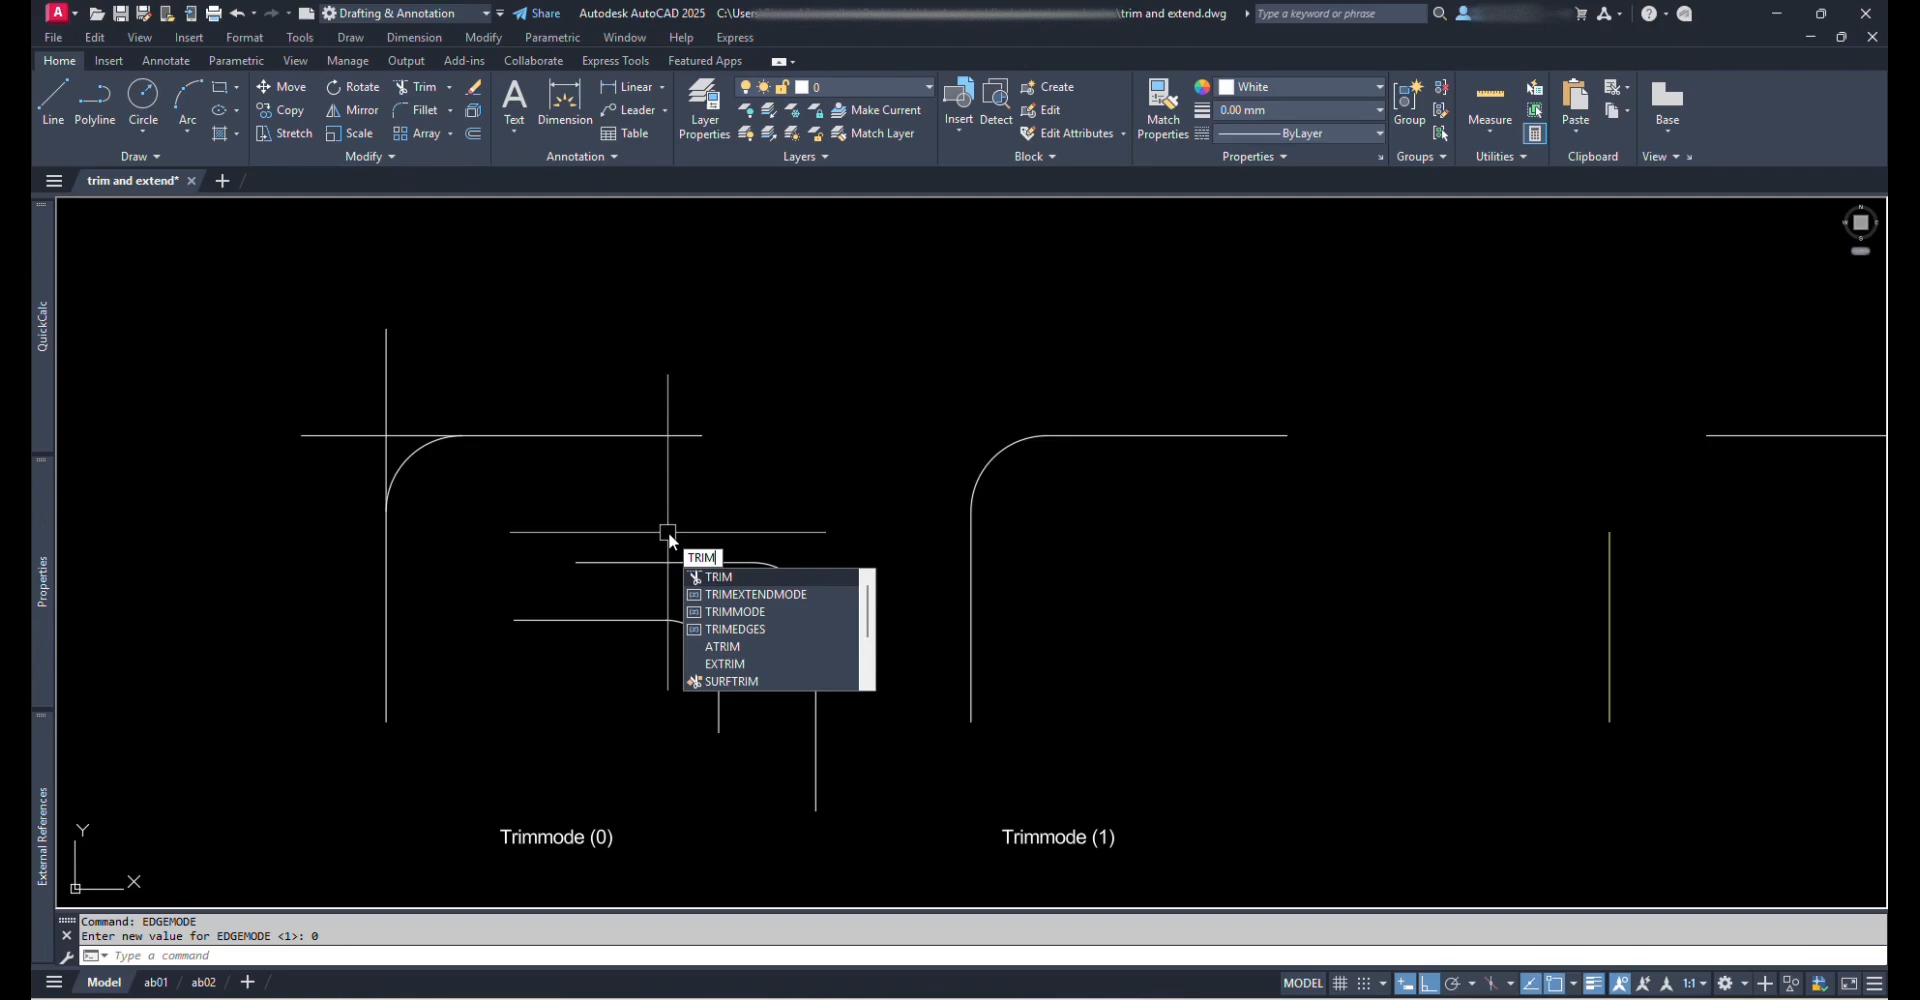 A Drafting & Annotation Share Autodesk AutoCAD 2025 C:\Users \trim and extend.dwg Type a keyword or phrase
File Edit View Insert Format Tools Draw Dimension Modify Parametric Window Help Express
Home Insert Annotate Parametric View Manage Output Add-ins Collaborate Express Tools Featured Apps
Line Polyline Circle Arc
Move Rotate Trim
Copy Mirror Fillet
Stretch Scale Array
Text Dimension
Linear
Leader
Table
Layer
Properties
0
Make Current
Match Layer
Insert Detect
Create
Edit
Edit Attributes
Match
Properties
White
0.00 mm
ByLayer
Group
Measure
Paste
Base
Draw Modify Annotation Layers Block Properties Groups Utilities Clipboard View
trim and extend*
QuickCalc
Properties
External References
N
S
TRIM
TRIM
TRIMEXTENDMODE
TRIMMODE
TRIMEDGES
ATRIM
EXTRIM
SURFTRIM
Trimmode (0) Trimmode (1)
Y
X
Command: EDGEMODE
Enter new value for EDGEMODE <1>: 0
Type a command
Model ab01 ab02 MODEL 1:1